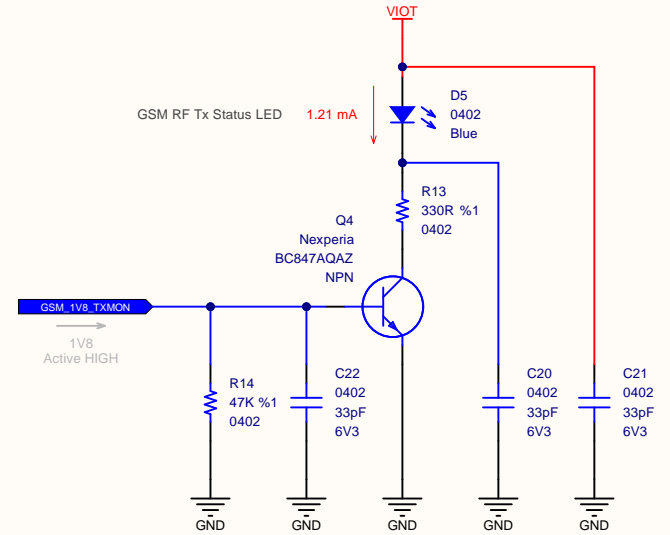 VIOT
D5
0402
Blue
GSM RF Tx Status LED
1.21 mA
R13
330R %1
0402
Q4
Nexperia
BC847AQAZ
NPN
GSM_1V8_TXMON
1V8
Active HIGH
R14
47K %1
0402
C22
0402
33pF
6V3
C20
0402
33pF
6V3
C21
0402
33pF
6V3
GND
GND
GND
GND
GND